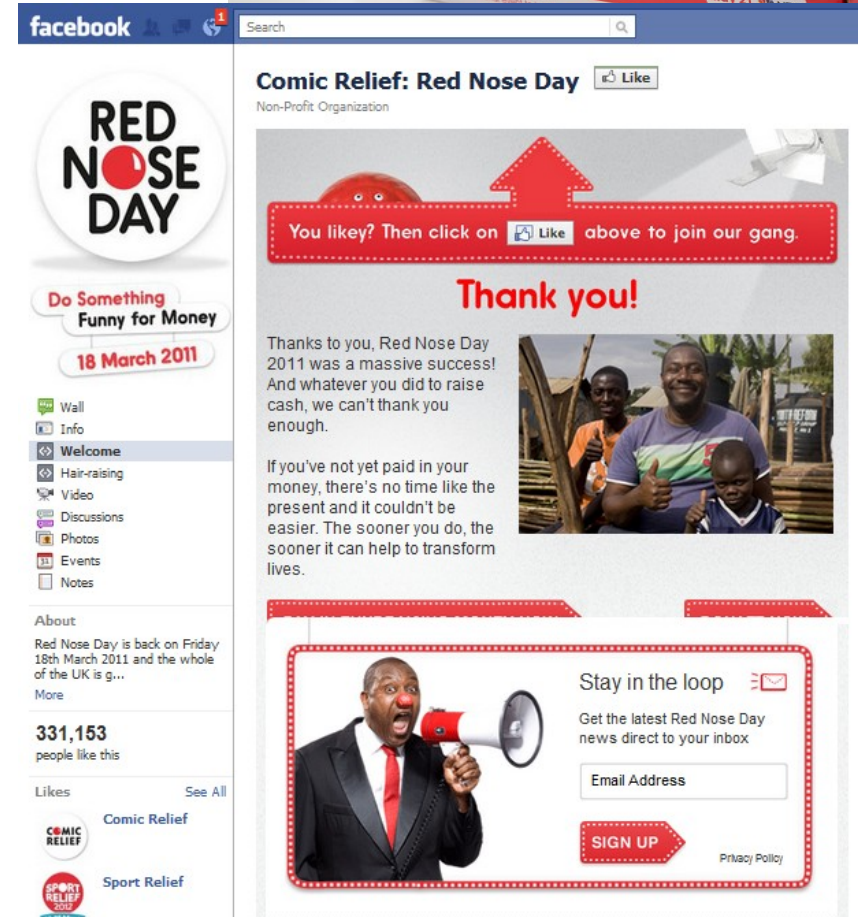 facebook
1
Search
Comic Relief: Red Nose Day
Like
Non-Profit Organization
RED
NOSE
DAY
Do Something
Funny for Money
18 March 2011
You likey? Then click on Like above to join our gang.
Thank you!
Thanks to you, Red Nose Day
2011 was a massive success!
And whatever you did to raise
cash, we can't thank you
enough.
If you've not yet paid in your
money, there's no time like the
present and it couldn't be
easier. The sooner you do, the
sooner it can help to transform
lives.
Wall
Info
Welcome
Hair-raising
Video
Discussions
Photos
31
Events
Notes
About
Red Nose Day is back on Friday
18th March 2011 and the whole
of the UK is g...
More
331,153
people like this
Likes
See All
COMIC
RELIEF
Comic Relief
SPORT
RELIEF
2012
Sport Relief
Stay in the loop
Get the latest Red Nose Day
news direct to your inbox
Email Address
SIGN UP
Privacy Policy